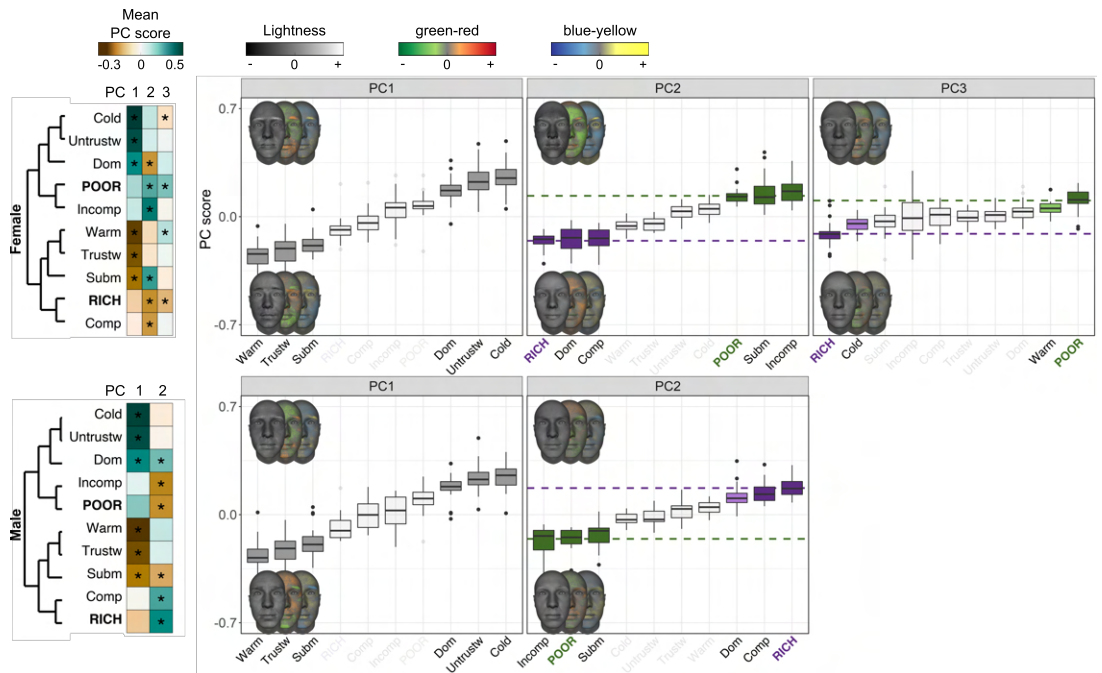 Mean
PC score
-0.3 0 0.5
Lightness
- 0 +
green-red
- 0 +
blue-yellow
- 0 +
Female
PC 1 2 3
Cold * *
Untrustw *
Dom * *
POOR * *
Incomp *
Warm * *
Trustw *
Subm * *
RICH * *
Comp *
PC score
PC1
PC2
PC3
0.7
0.0
-0.7
Warm Trustw Subm RICH Comp Incomp POOR Dom Untrustw Cold
RICH Dom Comp Warm Trustw Untrustw Cold POOR Subm Incomp
RICH Cold Subm Incomp Comp Trustw Untrustw Dom Warm POOR
Male
PC 1 2
Cold *
Untrustw *
Dom * *
Incomp *
POOR *
Warm *
Trustw *
Subm * *
Comp *
RICH *
PC1
PC2
0.7
0.0
-0.7
Warm Trustw Subm RICH Comp Incomp POOR Dom Untrustw Cold
Incomp POOR Subm Cold Untrustw Trustw Warm Dom Comp RICH